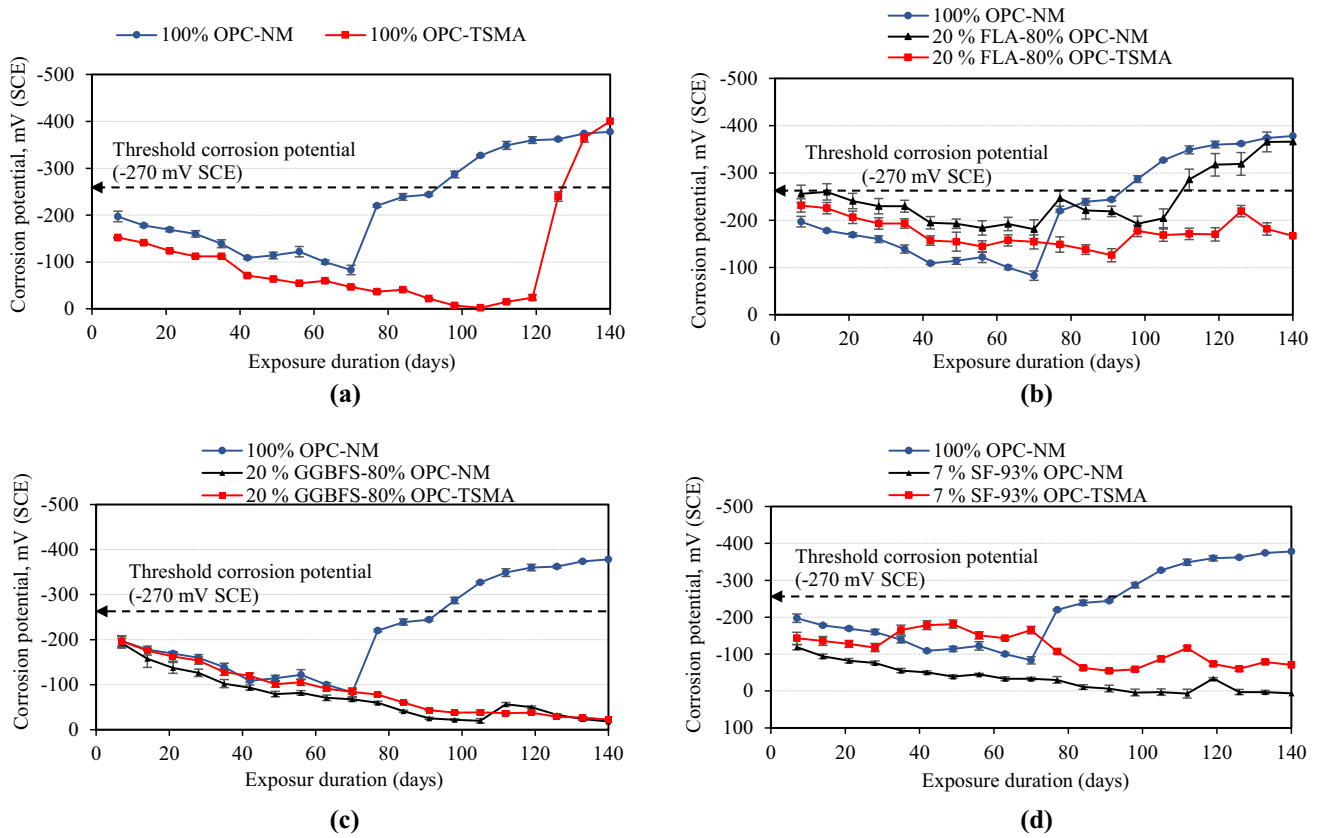 100% OPC-NM 100% OPC-TSMA
-500
-400
-300
-200
-100
0
Corrosion potential, mV (SCE)
Threshold corrosion potential
(-270 mV SCE)
0 20 40 60 80 100 120 140
Exposure duration (days)
(a)
100% OPC-NM
20 % FLA-80% OPC-NM
20 % FLA-80% OPC-TSMA
-500
-400
-300
-200
-100
0
Corrosion potential, mV (SCE)
Threshold corrosion potential
(-270 mV SCE)
0 20 40 60 80 100 120 140
Exposure duration (days)
(b)
100% OPC-NM
20 % GGBFS-80% OPC-NM
20 % GGBFS-80% OPC-TSMA
-500
-400
-300
-200
-100
0
Corrosion potential, mV (SCE)
Threshold corrosion potential
(-270 mV SCE)
0 20 40 60 80 100 120 140
Exposur duration (days)
(c)
100% OPC-NM
7 % SF-93% OPC-NM
7 % SF-93% OPC-TSMA
-500
-400
-300
-200
-100
0
100
Corrosion potential, mV (SCE)
Threshold corrosion potential
(-270 mV SCE)
0 20 40 60 80 100 120 140
Exposure duration (days)
(d)